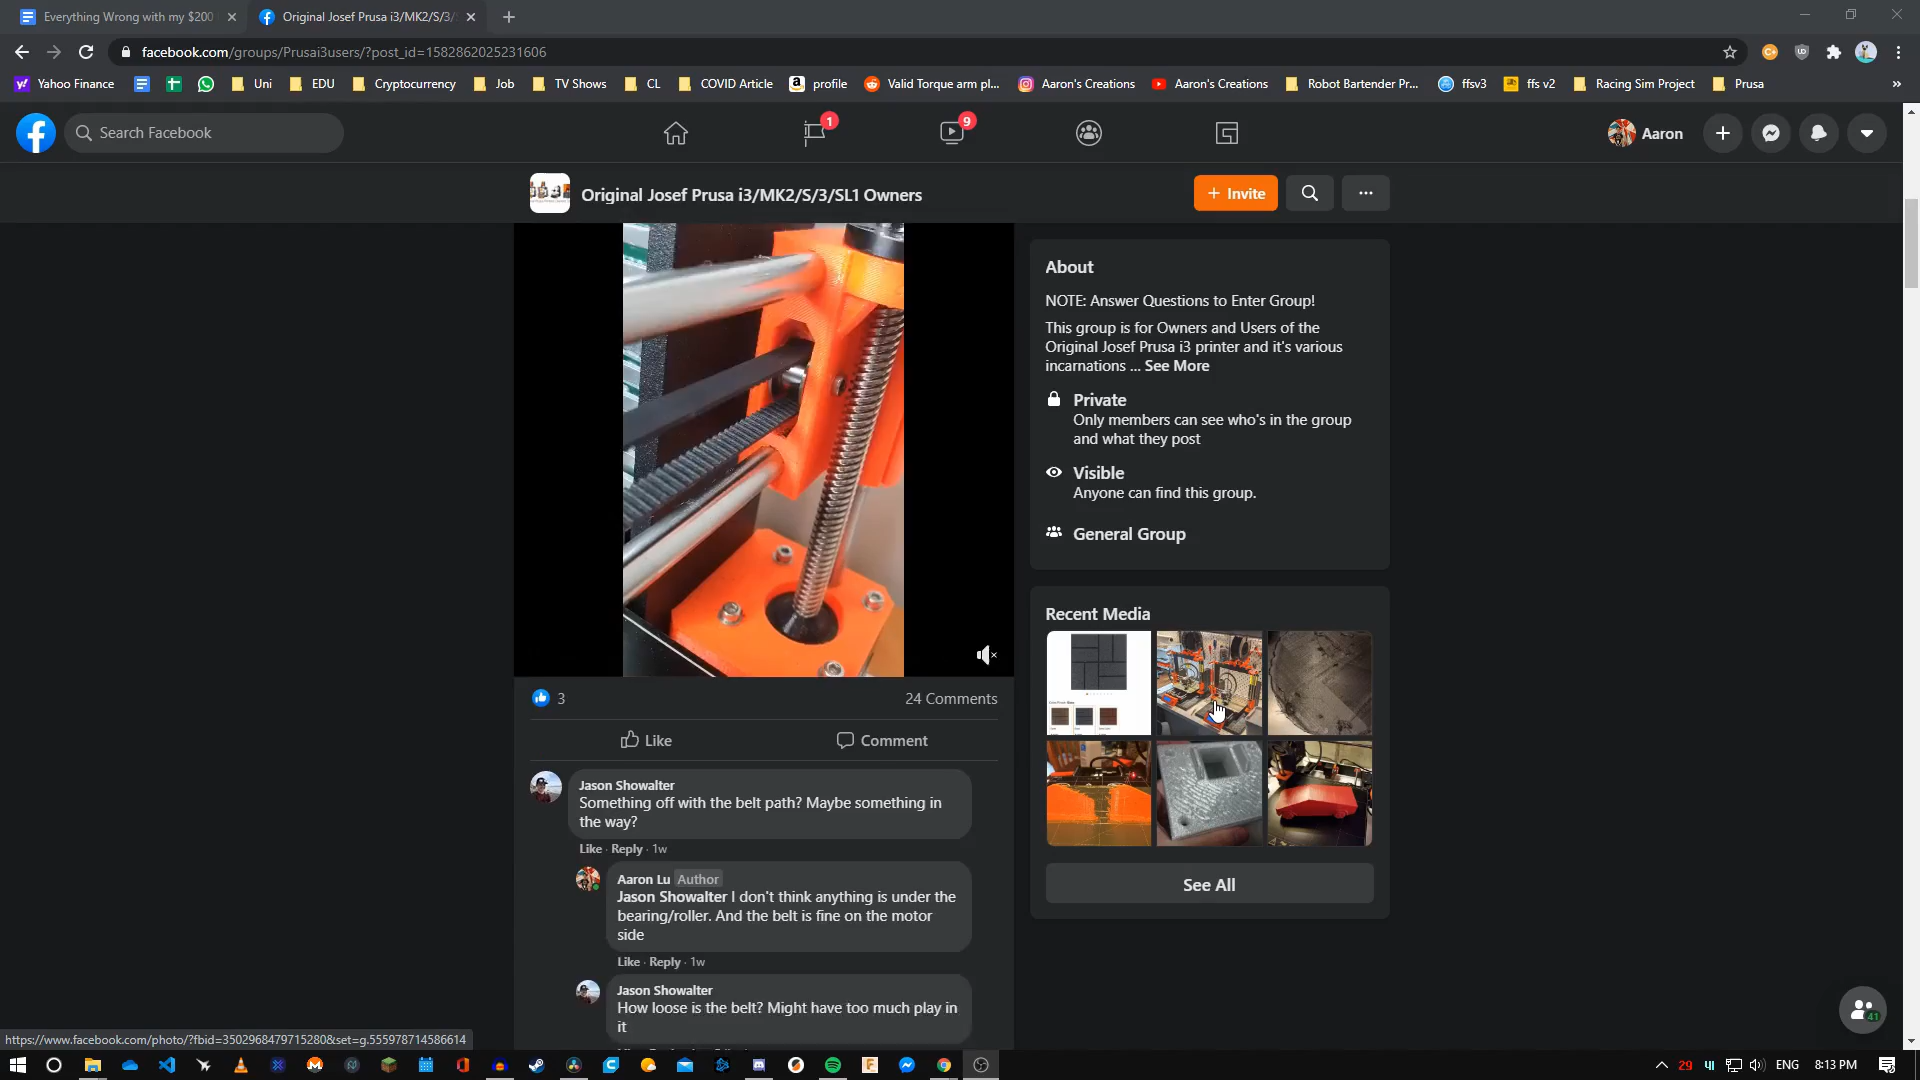 Everything Wrong with my $200
Original Josef Prusa i3/MK2/S/3/
facebook.com/groups/Prusai3users/?post_id=1582862025231606
Yahoo Finance
Uni
EDU
Cryptocurrency
Job
TV Shows
CL
COVID Article
profile
Valid Torque arm pl...
Aaron's Creations
Aaron's Creations
Robot Bartender Pr...
ffsv3
ffs v2
Racing Sim Project
Prusa
»
Search Facebook
1
9
Aaron
Original Josef Prusa i3/MK2/S/3/SL1 Owners
+ Invite
About
NOTE: Answer Questions to Enter Group!
This group is for Owners and Users of the
Original Josef Prusa i3 printer and it's various
incarnations ... See More
Private
Only members can see who's in the group
and what they post
Visible
Anyone can find this group.
General Group
Recent Media
See All
3
24 Comments
Like
Comment
Jason Showalter
Something off with the belt path? Maybe something in
the way?
Like · Reply · 1w
Aaron Lu Author
Jason Showalter I don't think anything is under the
bearing/roller. And the belt is fine on the motor
side
Like · Reply · 1w
Jason Showalter
How loose is the belt? Might have too much play in
it
41
https://www.facebook.com/photo/?fbid=3502968479715280&set=g.555978714586614
29
ENG
8:13 PM